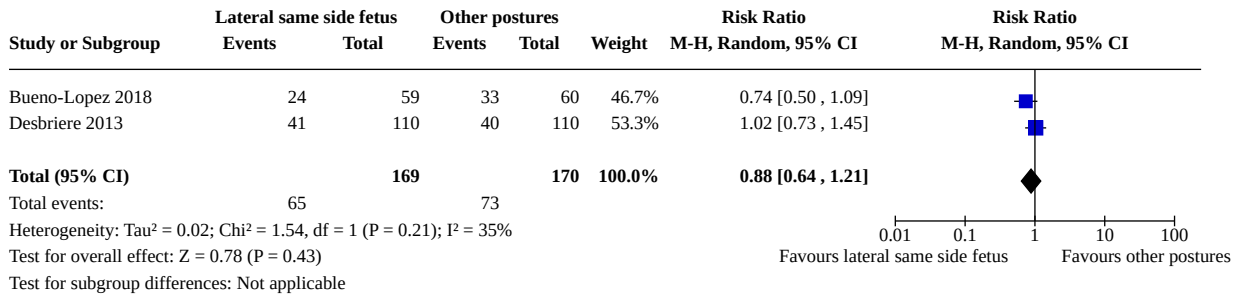 Lateral same side fetus Other postures Risk Ratio Risk Ratio
Study or Subgroup Events Total Events Total Weight M-H, Random, 95% CI M-H, Random, 95% CI
Bueno-Lopez 2018 24 59 33 60 46.7% 0.74 [0.50 , 1.09]
Desbriere 2013 41 110 40 110 53.3% 1.02 [0.73 , 1.45]
Total (95% CI) 169 170 100.0% 0.88 [0.64 , 1.21]
Total events: 65 73
Heterogeneity: Tau² = 0.02; Chi² = 1.54, df = 1 (P = 0.21); I² = 35%
0.01 0.1 1 10 100
Test for overall effect: Z = 0.78 (P = 0.43) Favours lateral same side fetus Favours other postures
Test for subgroup differences: Not applicable